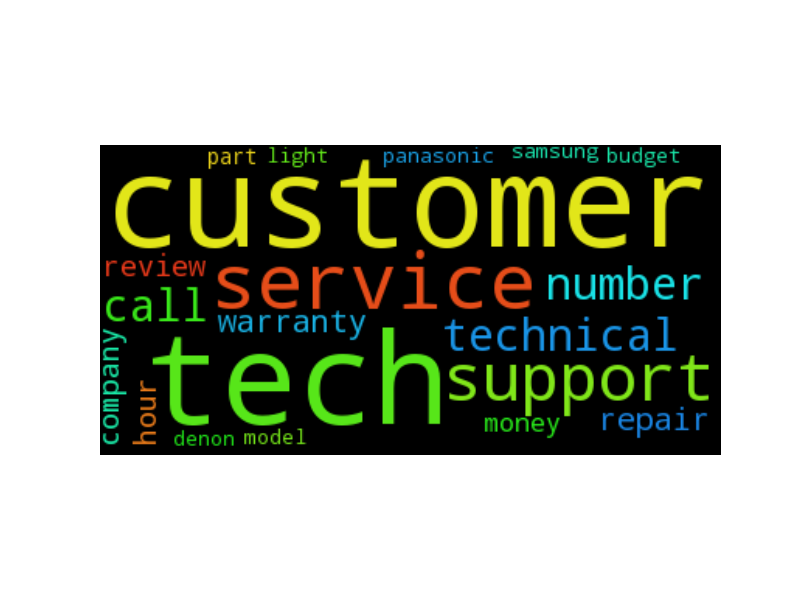 part light panasonic samsung budget
customer
review service number
call warranty technical
company hour tech support
money repair
denon model